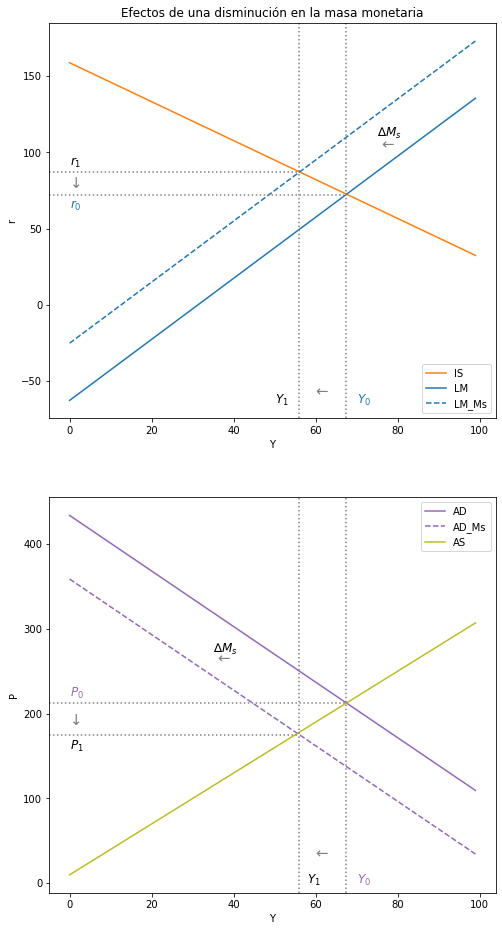 Efectos de una disminución en la masa monetaria
150
100
50
0
−50
r
r₁
↓
r₀
ΔMₛ
←
←
Y₁
Y₀
IS
LM
LM_Ms
0 20 40 60 80 100
Y
400
300
200
100
0
P
AD
AD_Ms
AS
ΔMₛ
←
P₀
↓
P₁
←
Y₁
Y₀
0 20 40 60 80 100
Y